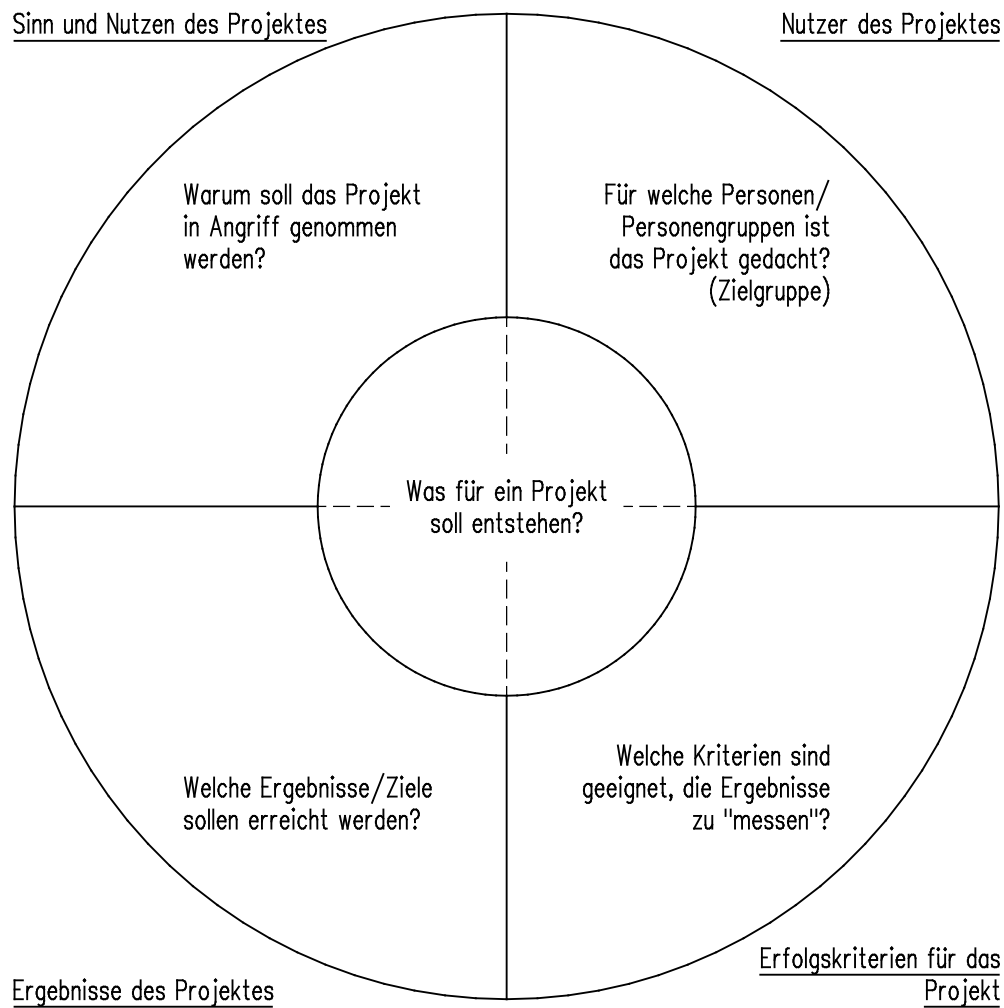 Sinn und Nutzen des Projektes
Nutzer des Projektes
Warum soll das Projekt
in Angriff genommen
werden?
Für welche Personen/
Personengruppen ist
das Projekt gedacht?
(Zielgruppe)
Was für ein Projekt
soll entstehen?
Welche Ergebnisse/Ziele
sollen erreicht werden?
Welche Kriterien sind
geeignet, die Ergebnisse
zu "messen"?
Ergebnisse des Projektes
Erfolgskriterien für das
Projekt